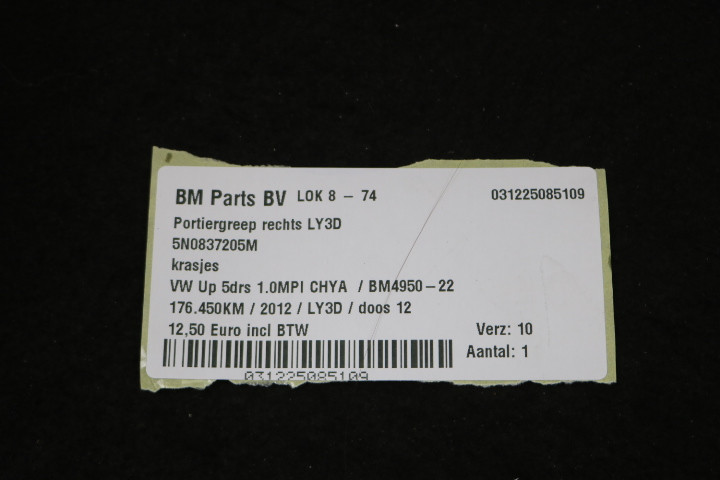 BM Parts BV LOK 8 - 74 031225085109
Portiergreep rechts LY3D
5N0837205M
krasjes
VW Up 5drs 1.0MPI CHYA / BM4950-22
176.450KM / 2012 / LY3D / doos 12
12,50 Euro incl BTW Verz: 10
Aantal: 1
031225085109